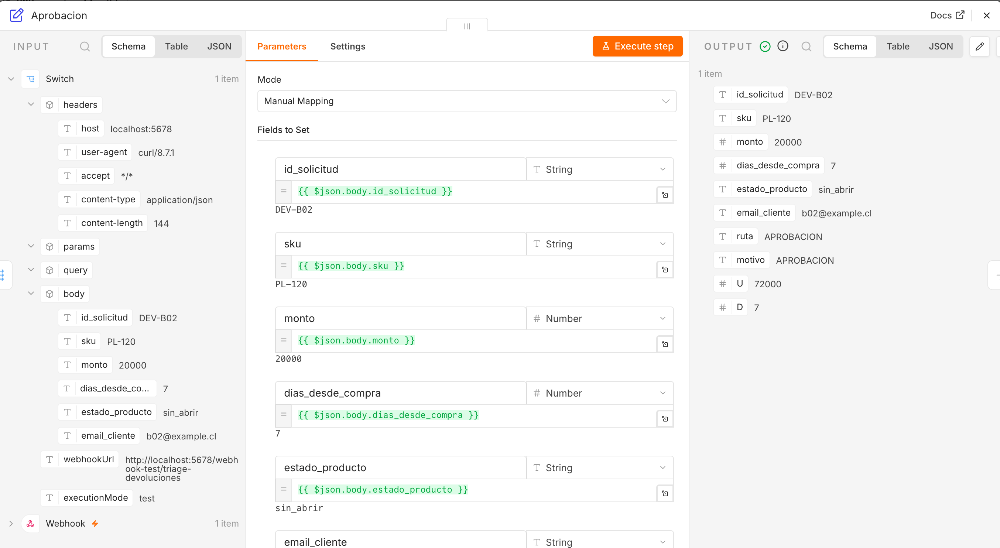 Aprobacion
Docs
INPUT
Schema
Table
JSON
Switch
1 item
headers
host
localhost:5678
user-agent
curl/8.7.1
accept
*/*
content-type
application/json
content-length
144
params
query
body
id_solicitud
DEV-B02
sku
PL-120
monto
20000
dias_desde_co...
7
estado_producto
sin_abrir
email_cliente
b02@example.cl
webhookUrl
http://localhost:5678/webh
ook-test/triage-
devoluciones
executionMode
test
Webhook
1 item
Parameters
Settings
Execute step
Mode
Manual Mapping
Fields to Set
id_solicitud
T String
= {{ $json.body.id_solicitud }}
DEV-B02
sku
T String
= {{ $json.body.sku }}
PL-120
monto
# Number
= {{ $json.body.monto }}
20000
dias_desde_compra
# Number
= {{ $json.body.dias_desde_compra }}
7
estado_producto
T String
= {{ $json.body.estado_producto }}
sin_abrir
email_cliente
T String
OUTPUT
Schema
Table
JSON
1 item
T id_solicitud DEV-B02
T sku PL-120
# monto 20000
# dias_desde_compra 7
T estado_producto sin_abrir
T email_cliente b02@example.cl
T ruta APROBACION
T motivo APROBACION
# U 72000
# D 7